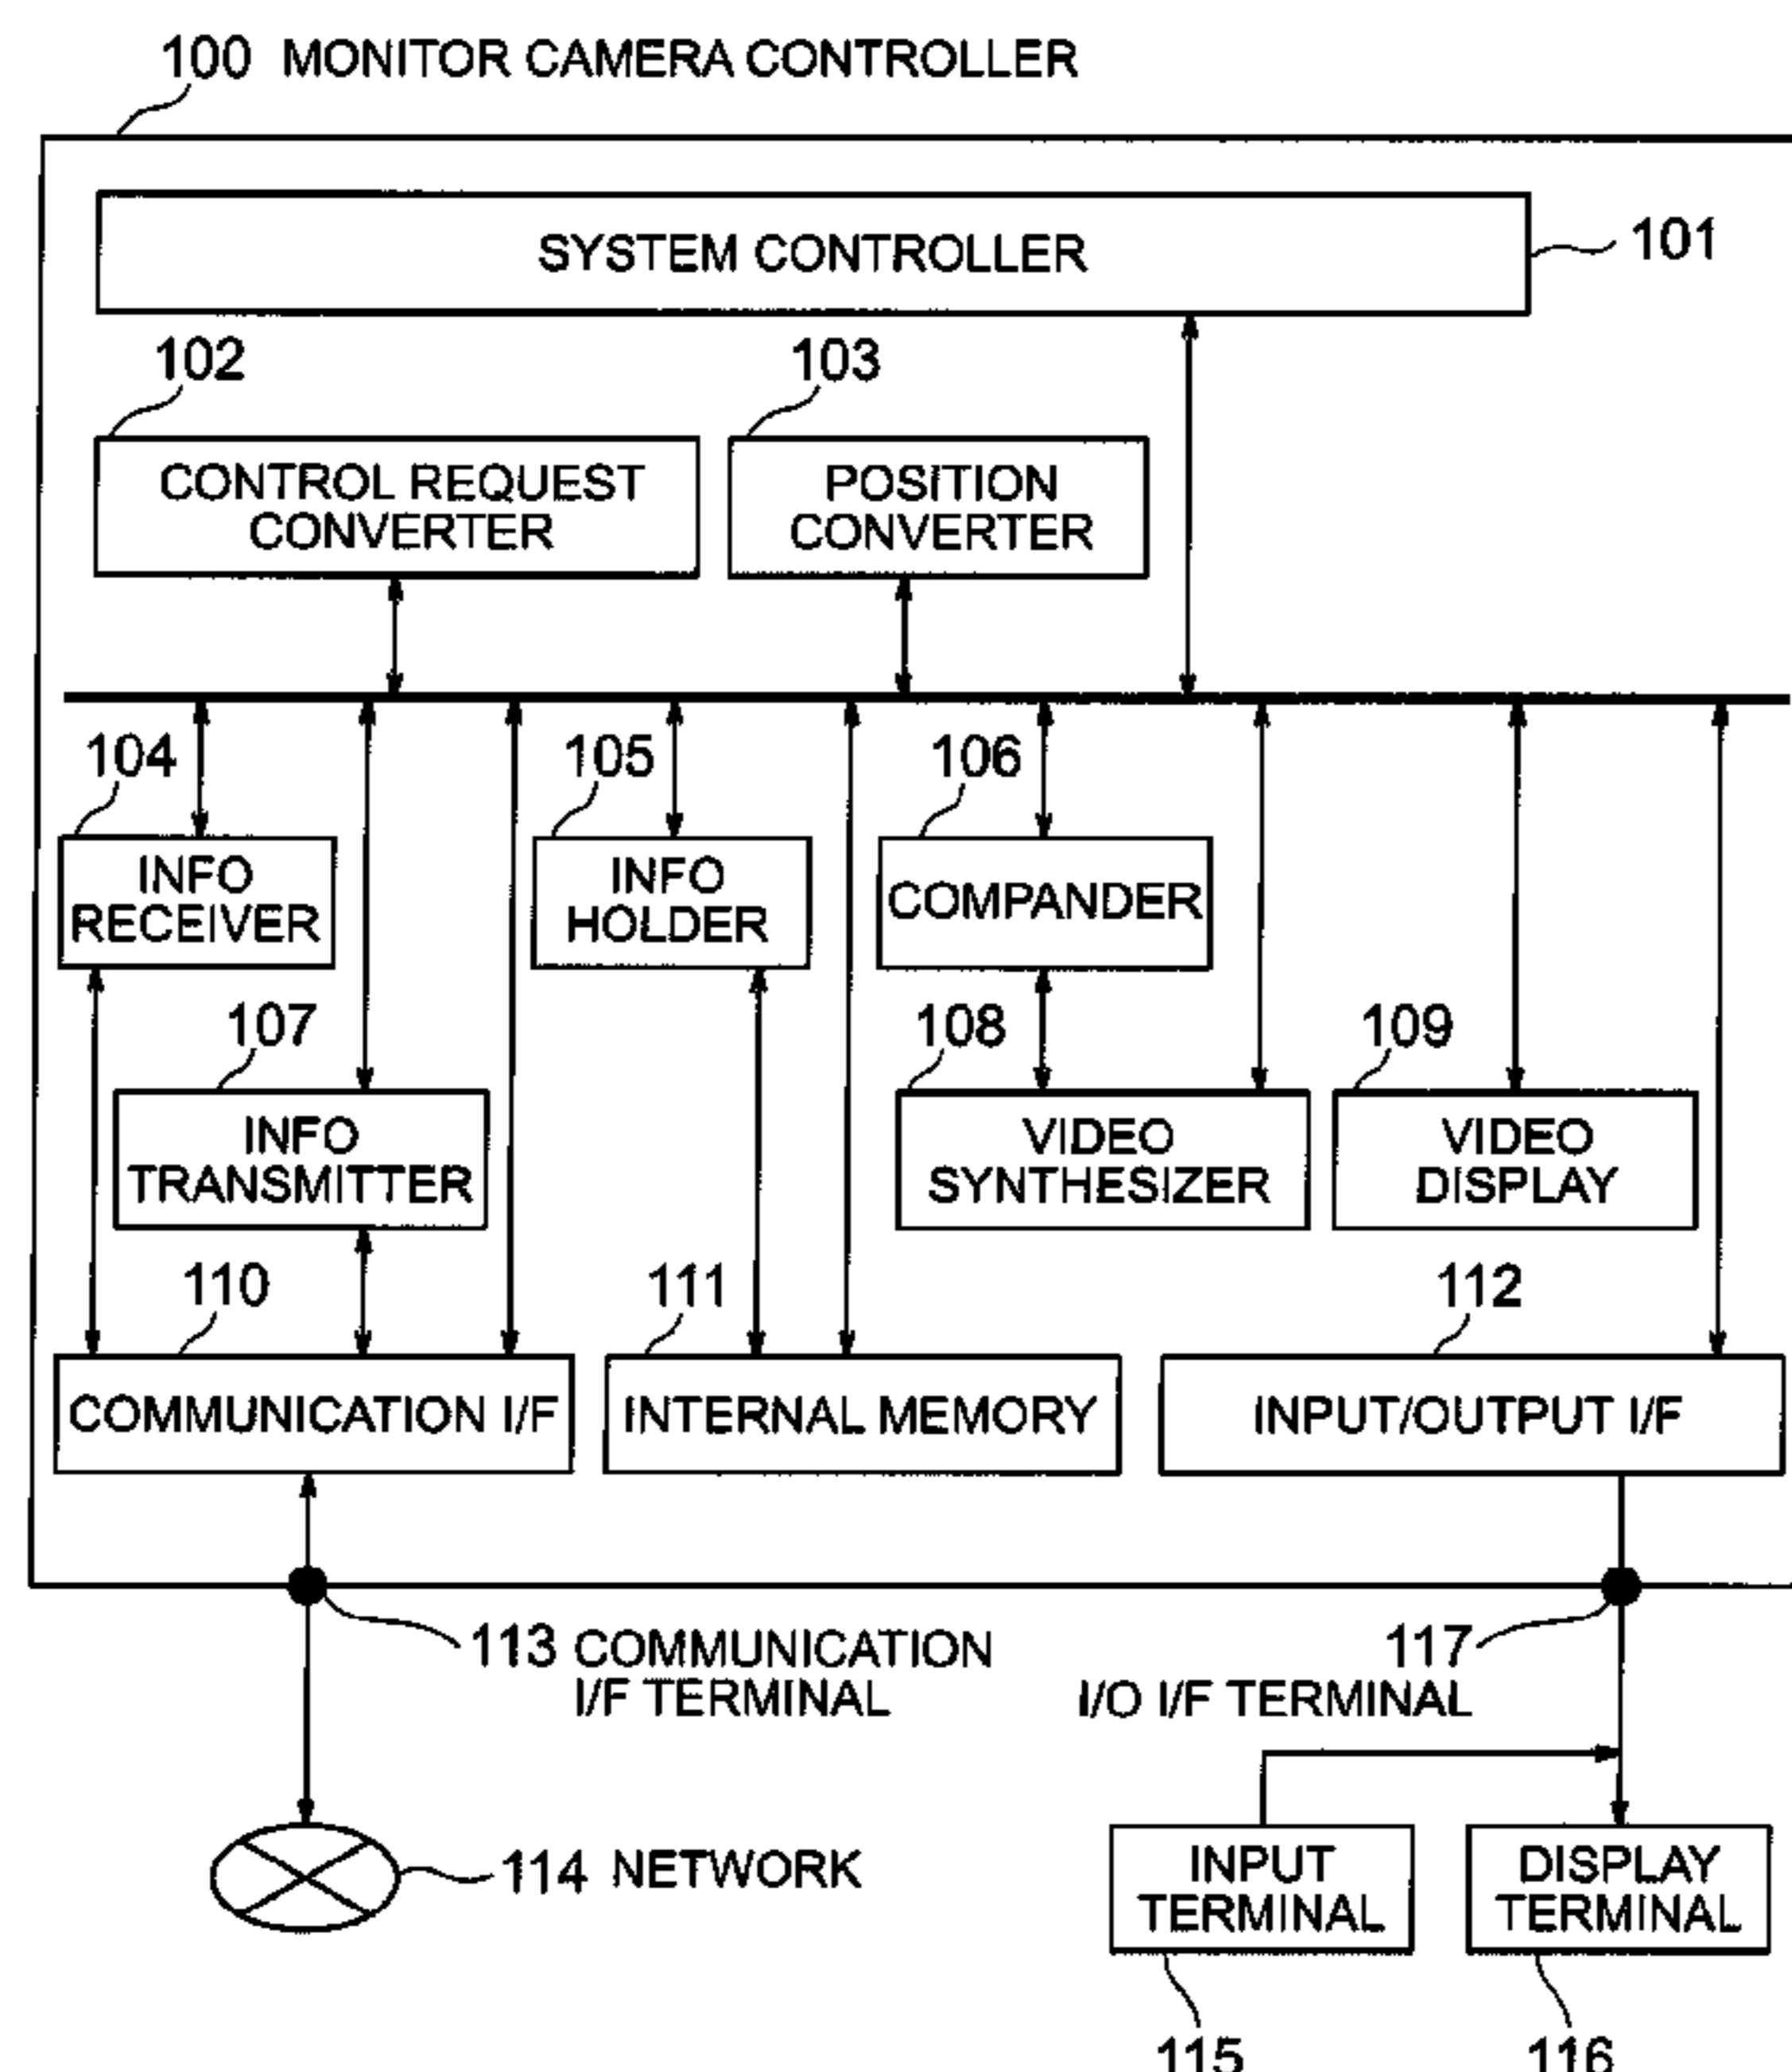 100 MONITOR CAMERA CONTROLLER
SYSTEM CONTROLLER
101
102
103
CONTROL REQUEST
CONVERTER
POSITION
CONVERTER
104
105
106
INFO
RECEIVER
INFO
HOLDER
COMPANDER
107
108
109
INFO
TRANSMITTER
VIDEO
SYNTHESIZER
VIDEO
DISPLAY
110
111
112
COMMUNICATION I/F
INTERNAL MEMORY
INPUT/OUTPUT I/F
113 COMMUNICATION
I/F TERMINAL
117
I/O I/F TERMINAL
114 NETWORK
INPUT
TERMINAL
DISPLAY
TERMINAL
115
116